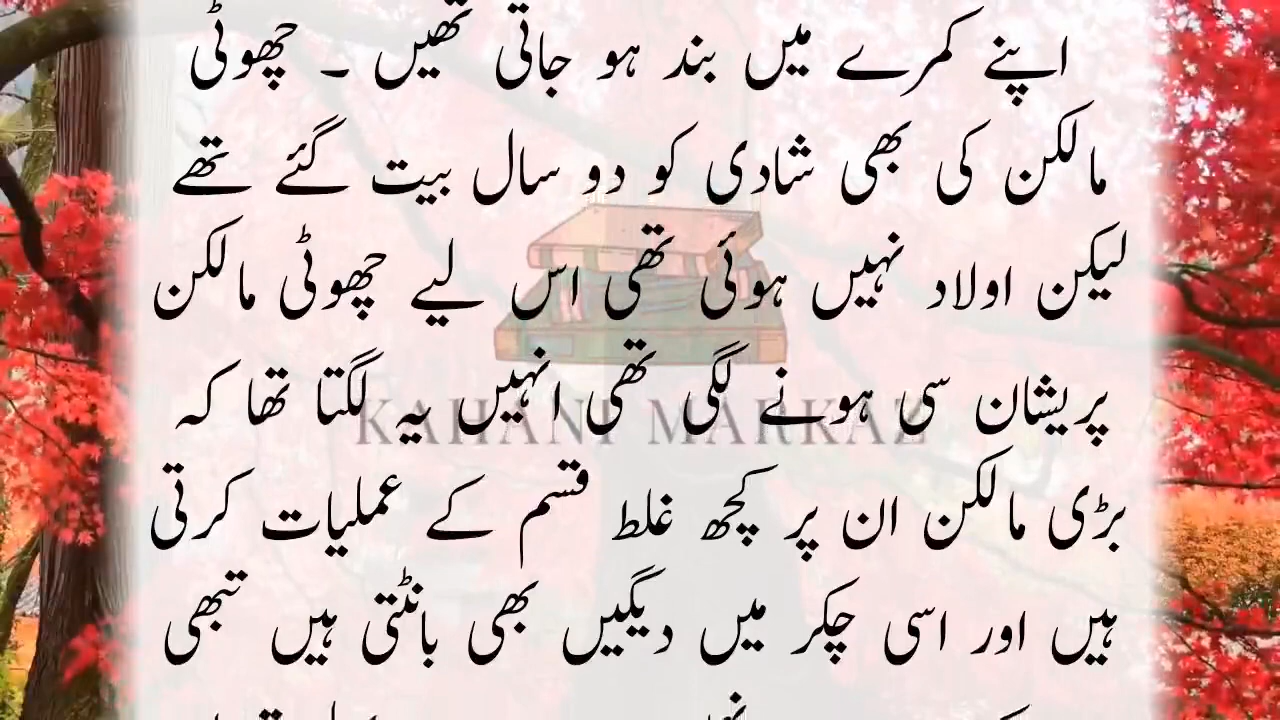 اپنے کمرے میں بند ہو جاتی تھیں ۔ چھوٹی
مالکن کی بھی شادی کو دو سال بیت گئے تھے
لیکن اولاد نہیں ہوئی تھی اس لیے چھوٹی مالکن
پریشان سی ہونے لگی تھی انہیں یہ لگتا تھا کہ
KAHANI MARKAZ
بڑی مالکن ان پر کچھ غلط قسم کے عملیات کرتی
ہیں اور اسی چکر میں دیگیں بھی بانٹتی ہیں تبھی